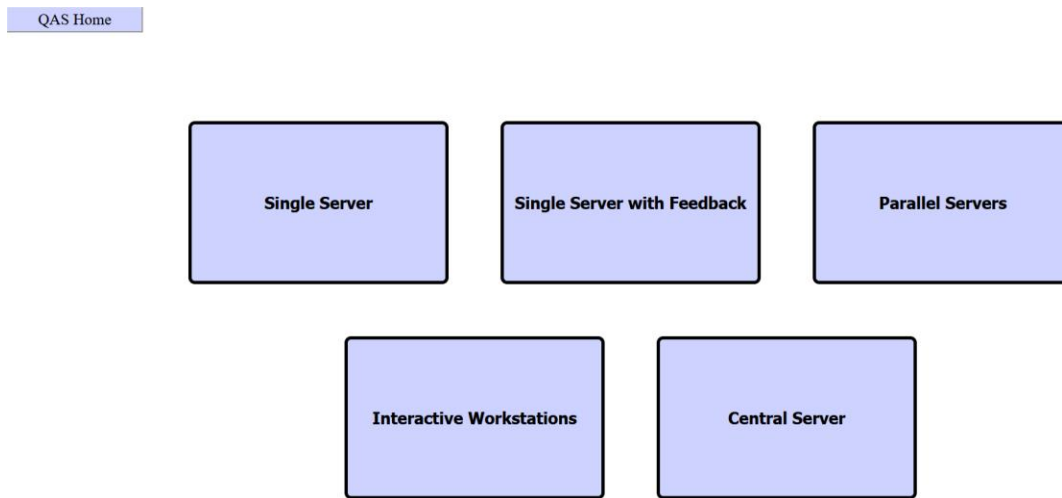 QAS Home
Single Server
Single Server with Feedback
Parallel Servers
Interactive Workstations
Central Server